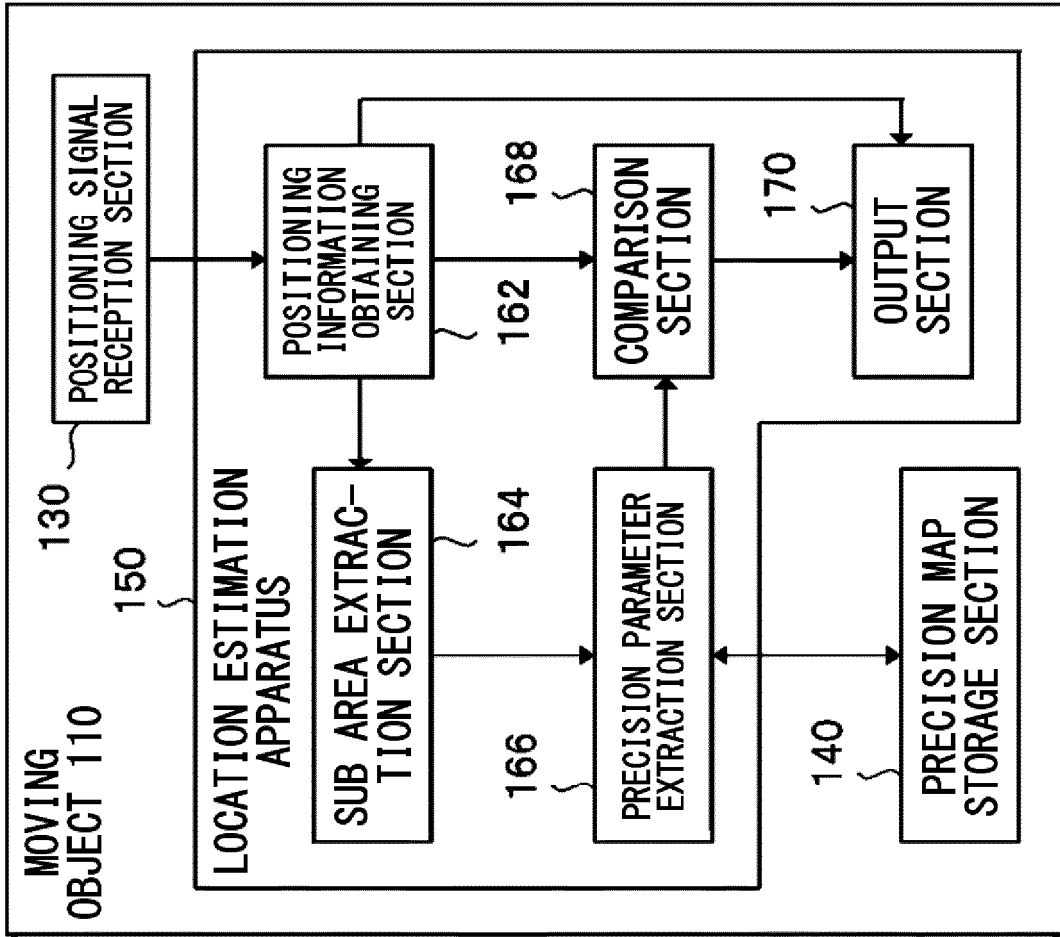 MOVING
OBJECT 110
130
POSITIONING SIGNAL
RECEPTION SECTION
150
LOCATION ESTIMATION
APPARATUS
SUB AREA EXTRAC-
TION SECTION
164
POSITIONING
INFORMATION
OBTAINING
SECTION
162
166
PRECISION PARAMETER
EXTRACTION SECTION
COMPARISON
SECTION
168
140
PRECISION MAP
STORAGE SECTION
OUTPUT
SECTION
170